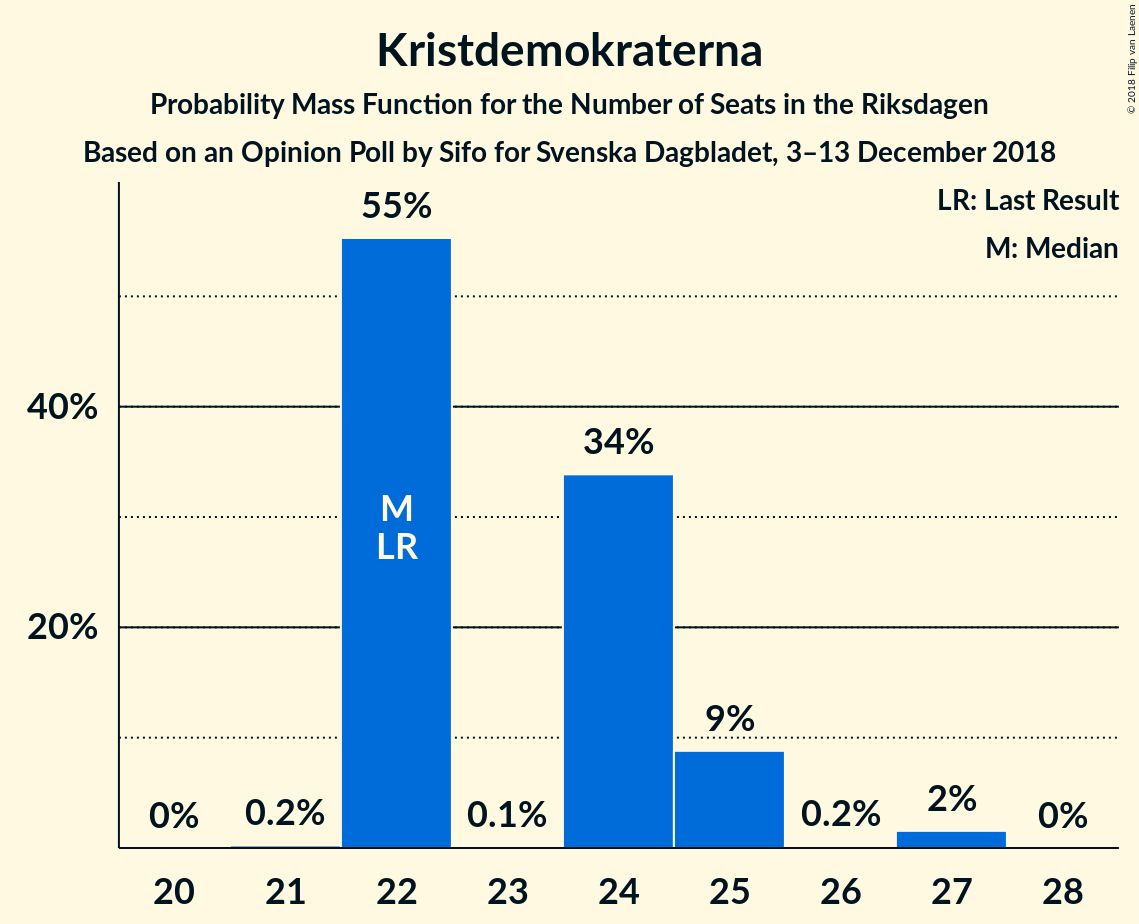 Kristdemokraterna
Probability Mass Function for the Number of Seats in the Riksdagen
Based on an Opinion Poll by Sifo for Svenska Dagbladet, 3–13 December 2018
© 2018 Filip van Laenen
LR: Last Result
M: Median
55%
40%
34%
M
LR
20%
9%
0% 0.2% 0.1% 0.2% 2% 0%
20 21 22 23 24 25 26 27 28